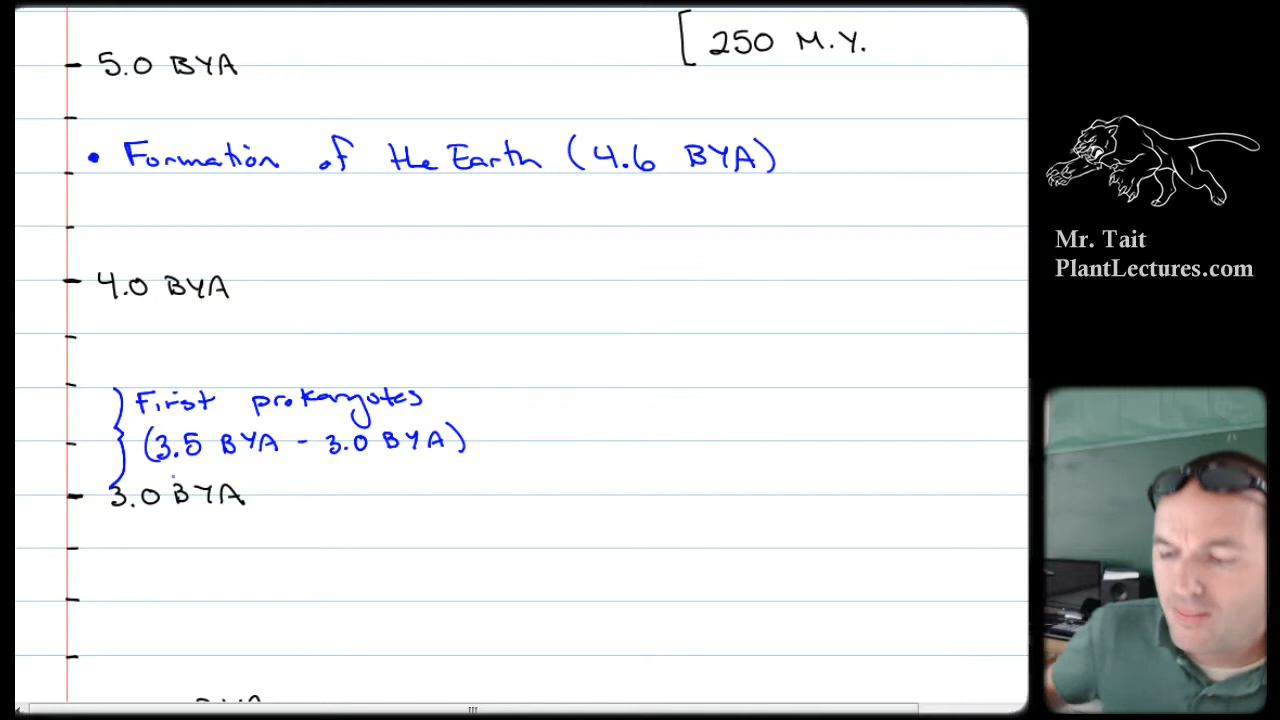 [ 250 M.Y.
5.0 BYA
• Formation of the Earth (4.6 BYA)
4.0 BYA
First prokaryotes
(3.5 BYA - 3.0 BYA)
3.0 BYA
BYA
Mr. Tait
PlantLectures.com